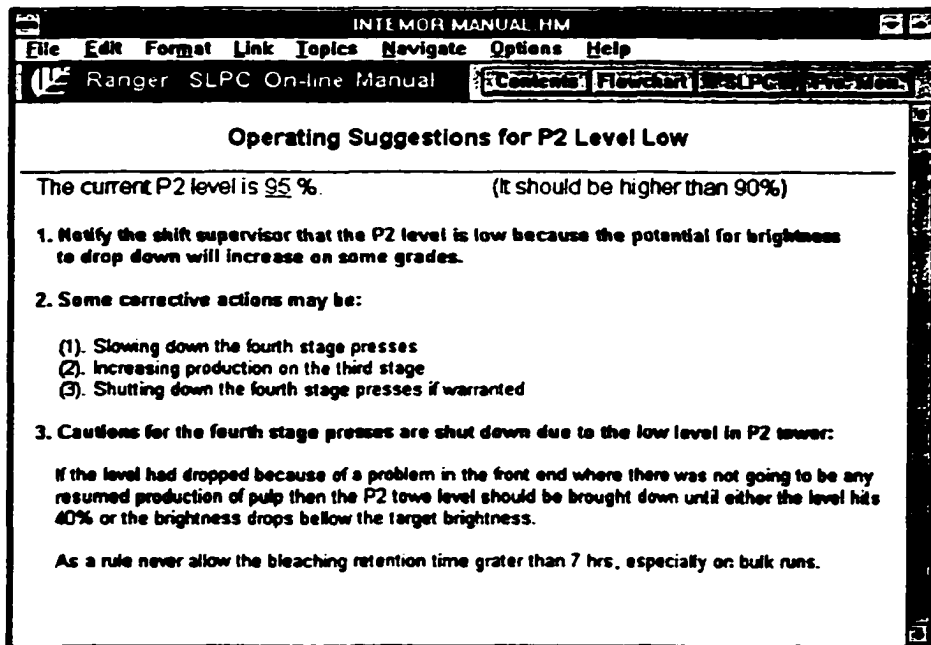 INTEMOR MANUAL.HM
File Edit Format Link Topics Navigate Options Help
Ranger SLPC On-line Manual Contents Flowchart
Operating Suggestions for P2 Level Low
The current P2 level is 95 %. (It should be higher than 90%)
1. Notify the shift supervisor that the P2 level is low because the potential for brightness
to drop down will increase on some grades.
2. Some corrective actions may be:
(1). Slowing down the fourth stage presses
(2). Increasing production on the third stage
(3). Shutting down the fourth stage presses if warranted
3. Cautions for the fourth stage presses are shut down due to the low level in P2 tower:
If the level had dropped because of a problem in the front end where there was not going to be any
resumed production of pulp then the P2 towe level should be brought down until either the level hits
40% or the brightness drops bellow the target brightness.
As a rule never allow the bleaching retention time grater than 7 hrs, especially on bulk runs.